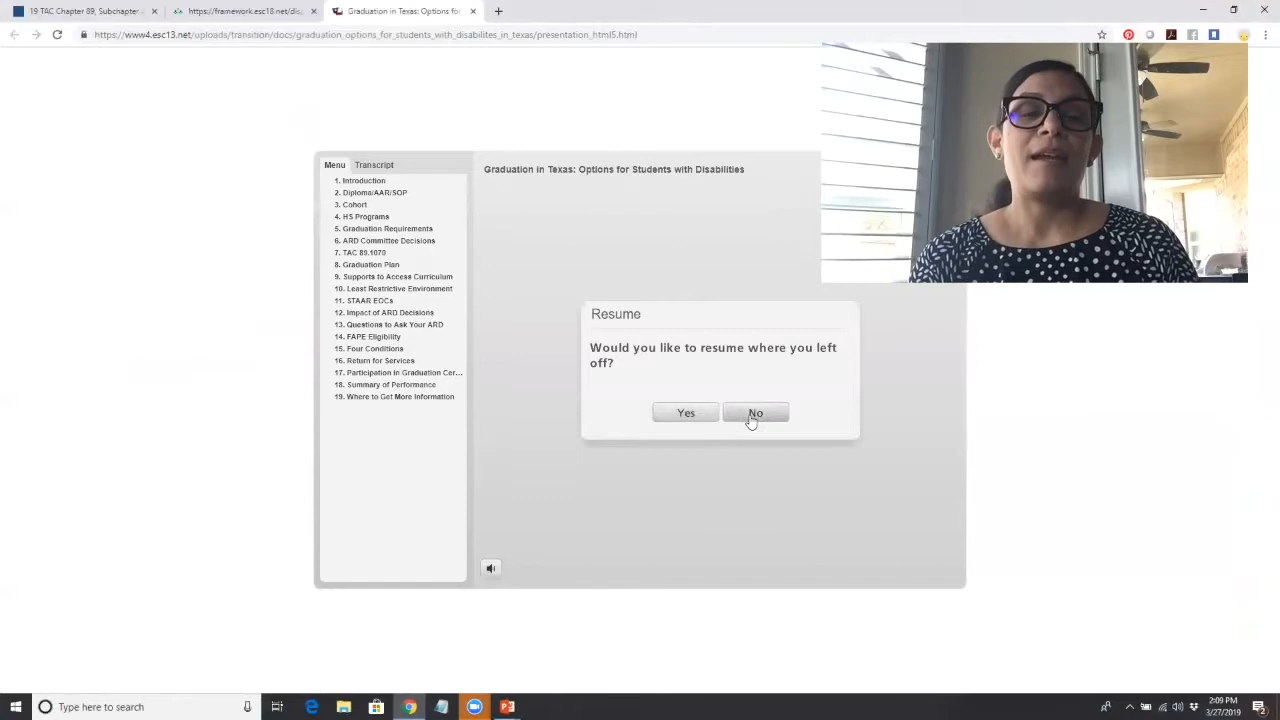 19 TAC Chapter 89, Subchapter
https://framework.esc18.net/dis
Graduation in Texas: Options for
https://www4.esc13.net/uploads/transition/docs/graduation_options_for_students_with_disabilites_in_texas/presentation_html5.html
Menu
Transcript
Graduation in Texas: Options for Students with Disabilities
1. Introduction
2. Diploma/AAR/SOP
3. Cohort
4. HS Programs
5. Graduation Requirements
6. ARD Committee Decisions
7. TAC 89.1070
8. Graduation Plan
9. Supports to Access Curriculum
10. Least Restrictive Environment
11. STAAR EOCs
12. Impact of ARD Decisions
13. Questions to Ask Your ARD
14. FAPE Eligibility
15. Four Conditions
16. Return for Services
17. Participation in Graduation Cer...
18. Summary of Performance
19. Where to Get More Information
Resume
Would you like to resume where you left
off?
Yes
No
Type here to search
2:09 PM
3/27/2019
2